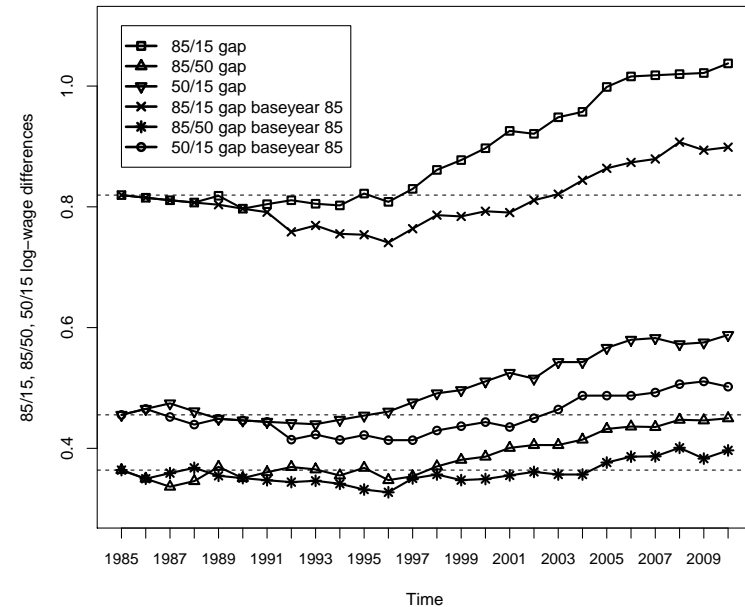 85/15 gap
85/50 gap
50/15 gap
85/15 gap baseyear 85
85/50 gap baseyear 85
50/15 gap baseyear 85
85/15, 85/50, 50/15 log−wage differences
1.0
0.8
0.6
0.4
1985 1987 1989 1991 1993 1995 1997 1999 2001 2003 2005 2007 2009
Time